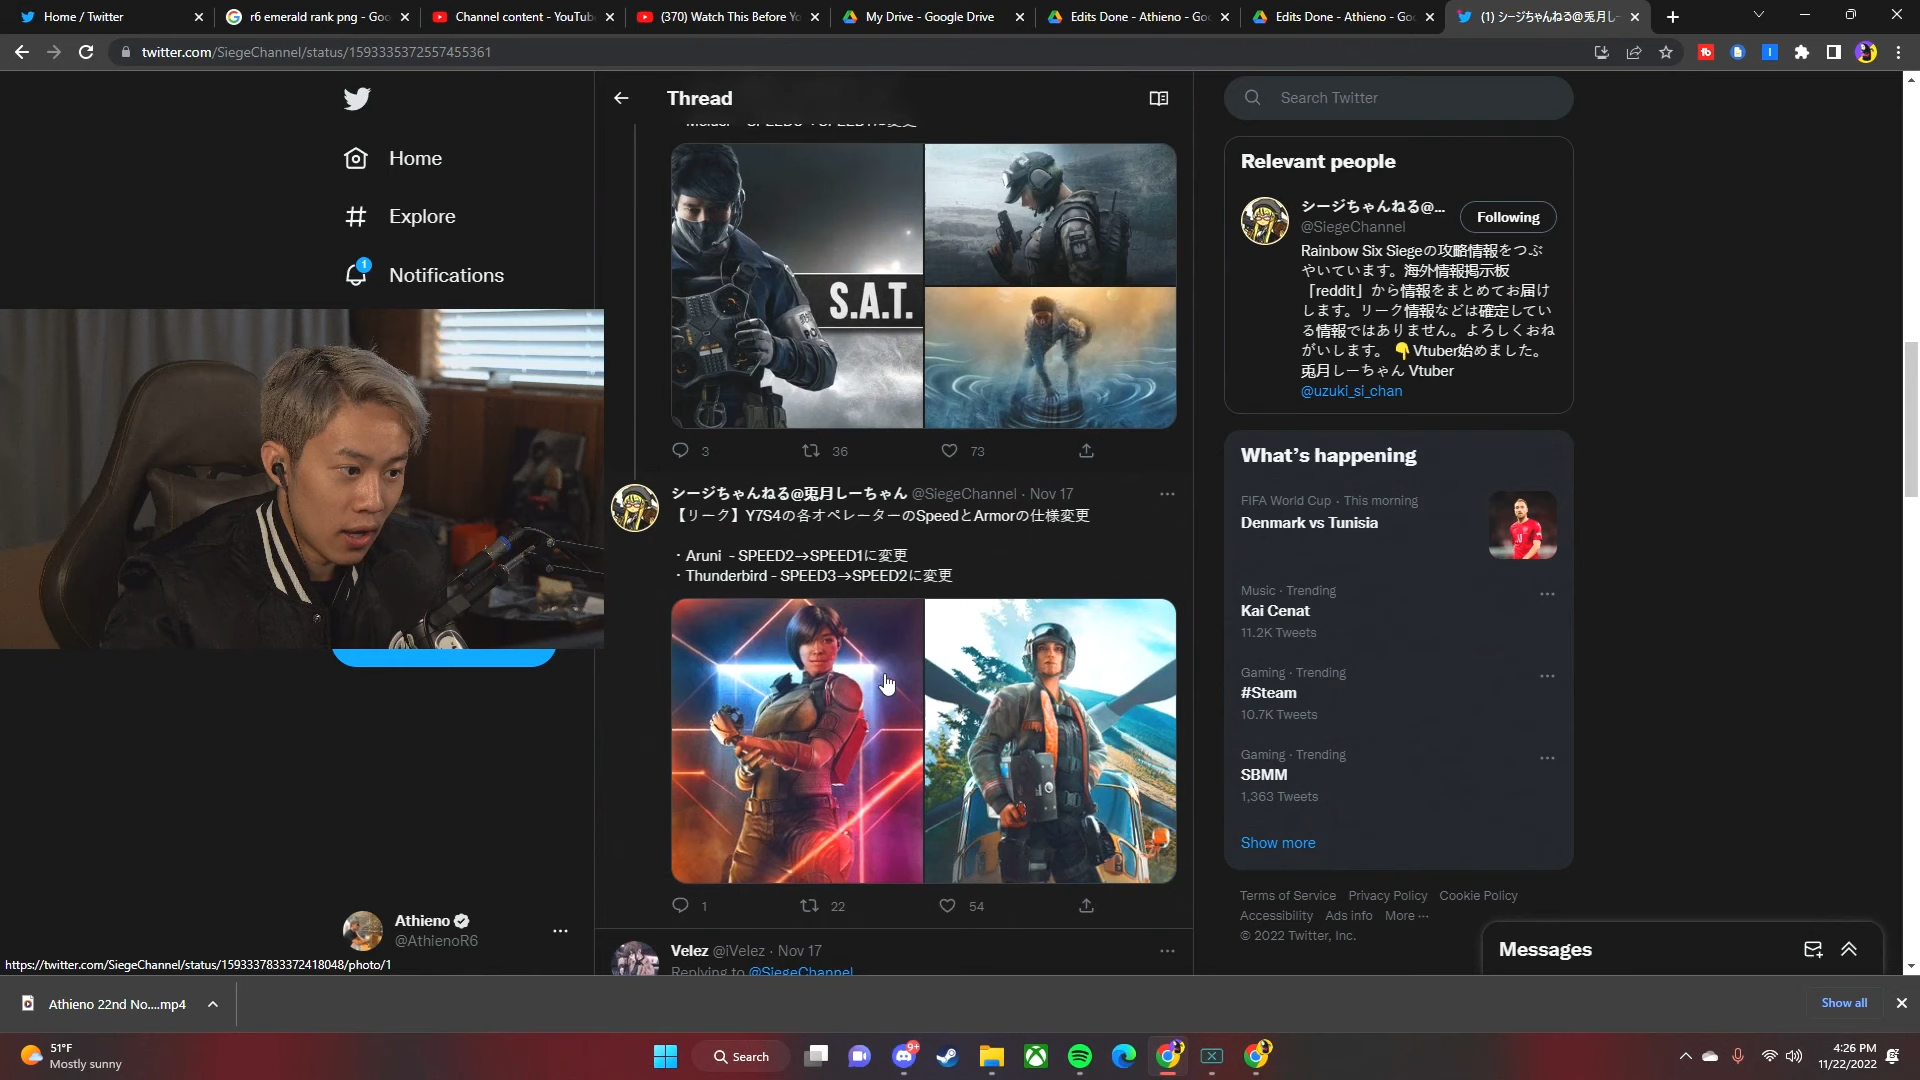 Home / Twitter
r6 emerald rank png - Goo
Channel content - YouTube
(370) Watch This Before Yo
My Drive - Google Drive
Edits Done - Athieno - Go
Edits Done - Athieno - Go
(1) シージちゃんねる@兎月し
twitter.com/SiegeChannel/status/1593335372557455361
Home
Explore
1
Notifications
Thread
S.A.T.
3
36
73
シージちゃんねる@兎月しーちゃん @SiegeChannel · Nov 17
【リーク】Y7S4の各オペレーターのSpeedとArmorの仕様変更
・Aruni - SPEED2→SPEED1に変更
・Thunderbird - SPEED3→SPEED2に変更
1
22
54
Velez @iVelez · Nov 17
Replying to @SiegeChannel
Search Twitter
Relevant people
シージちゃんねる@...
@SiegeChannel
Following
Rainbow Six Siegeの攻略情報をつぶ
やいています。海外情報掲示板
「reddit」から情報をまとめてお届け
します。リーク情報などは確定してい
る情報ではありません。よろしくおね
がいします。 👇Vtuber始めました。
兎月しーちゃん Vtuber
@uzuki_si_chan
What's happening
FIFA World Cup · This morning
Denmark vs Tunisia
Music · Trending
Kai Cenat
11.2K Tweets
Gaming · Trending
#Steam
10.7K Tweets
Gaming · Trending
SBMM
1,363 Tweets
Show more
Terms of Service Privacy Policy Cookie Policy
Accessibility Ads info More ···
© 2022 Twitter, Inc.
Messages
Athieno
@AthienoR6
https://twitter.com/SiegeChannel/status/1593337833372418048/photo/1
Athieno 22nd No....mp4
Show all
51°F
Mostly sunny
Search
9+
4:26 PM
11/22/2022